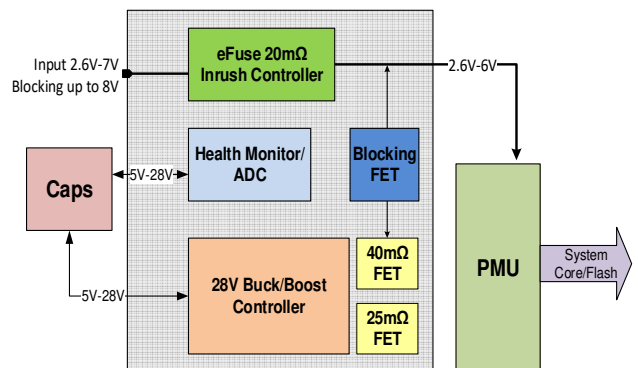 Input 2.6V-7V
Blocking up to 8V
eFuse 20mΩ
Inrush Controller
2.6V-6V
Health Monitor/
ADC
Blocking
FET
Caps
5V-28V
28V Buck/Boost
Controller
40mΩ
FET
25mΩ
FET
5V-28V
PMU
System
Core/Flash